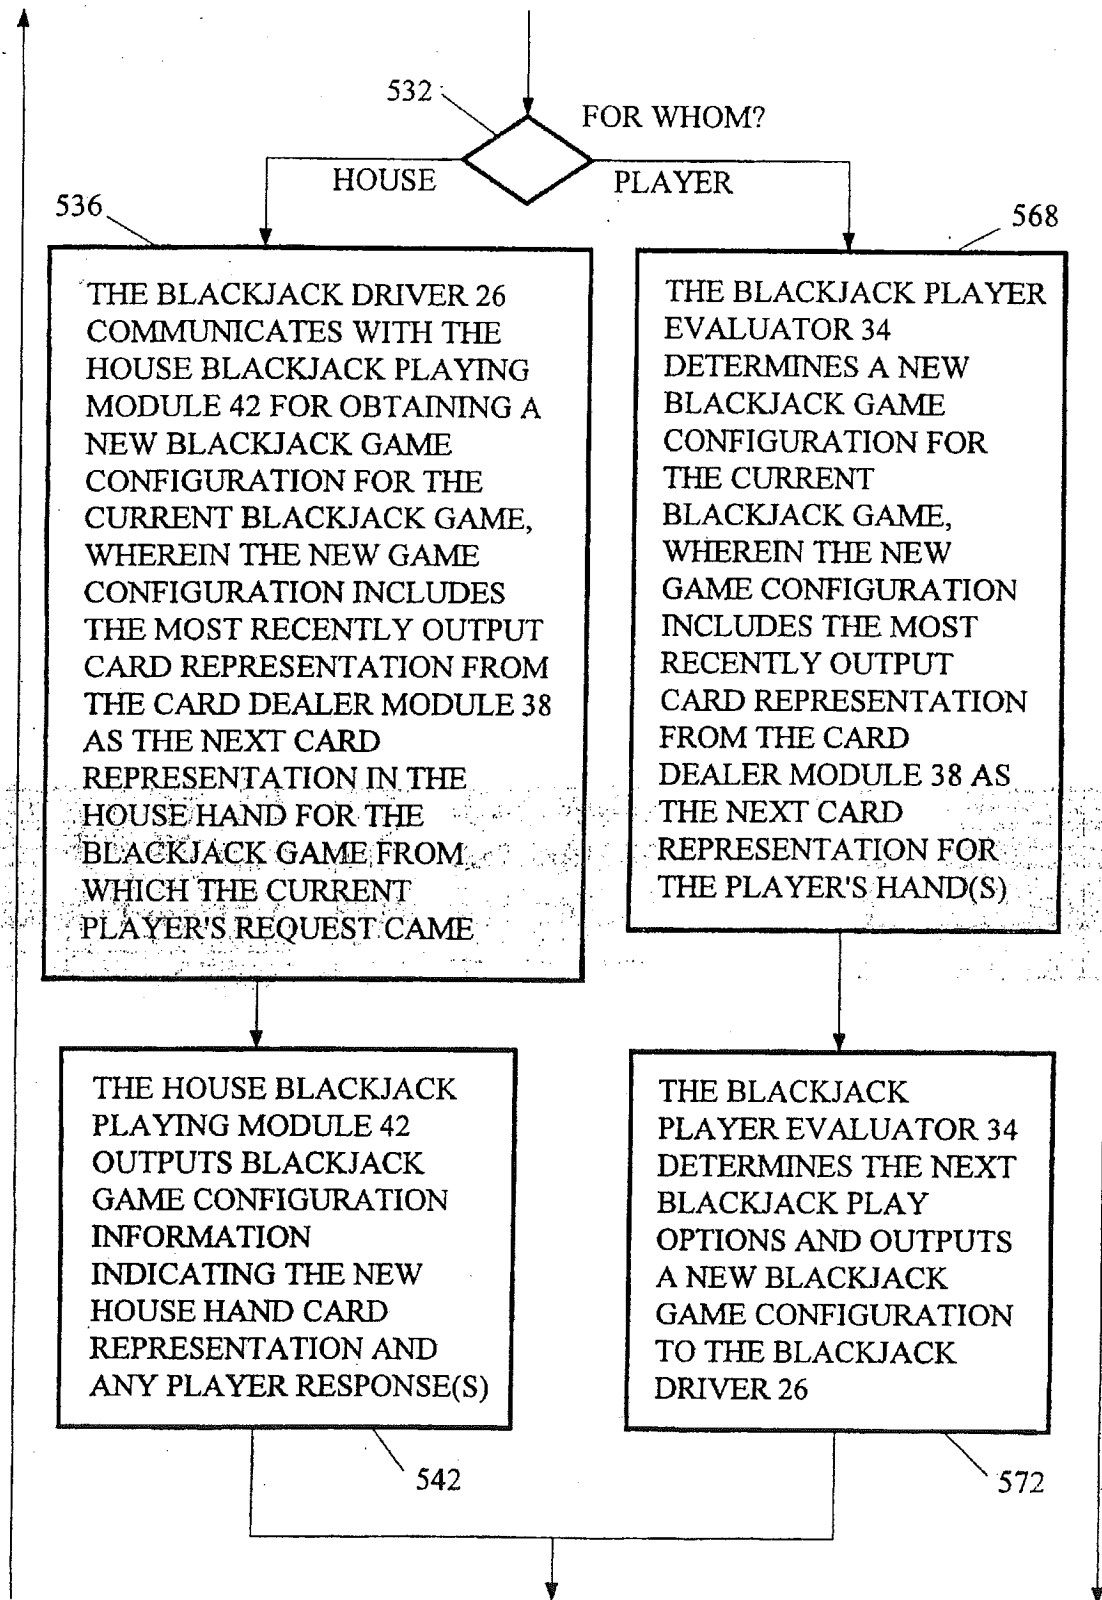 532
FOR WHOM?
HOUSE
PLAYER
536
THE BLACKJACK DRIVER 26
COMMUNICATES WITH THE
HOUSE BLACKJACK PLAYING
MODULE 42 FOR OBTAINING A
NEW BLACKJACK GAME
CONFIGURATION FOR THE
CURRENT BLACKJACK GAME,
WHEREIN THE NEW GAME
CONFIGURATION INCLUDES
THE MOST RECENTLY OUTPUT
CARD REPRESENTATION FROM
THE CARD DEALER MODULE 38
AS THE NEXT CARD
REPRESENTATION IN THE
HOUSE HAND FOR THE
BLACKJACK GAME FROM
WHICH THE CURRENT
PLAYER'S REQUEST CAME
568
THE BLACKJACK PLAYER
EVALUATOR 34
DETERMINES A NEW
BLACKJACK GAME
CONFIGURATION FOR
THE CURRENT
BLACKJACK GAME,
WHEREIN THE NEW
GAME CONFIGURATION
INCLUDES THE MOST
RECENTLY OUTPUT
CARD REPRESENTATION
FROM THE CARD
DEALER MODULE 38 AS
THE NEXT CARD
REPRESENTATION FOR
THE PLAYER'S HAND(S)
THE HOUSE BLACKJACK
PLAYING MODULE 42
OUTPUTS BLACKJACK
GAME CONFIGURATION
INFORMATION
INDICATING THE NEW
HOUSE HAND CARD
REPRESENTATION AND
ANY PLAYER RESPONSE(S)
542
THE BLACKJACK
PLAYER EVALUATOR 34
DETERMINES THE NEXT
BLACKJACK PLAY
OPTIONS AND OUTPUTS
A NEW BLACKJACK
GAME CONFIGURATION
TO THE BLACKJACK
DRIVER 26
572